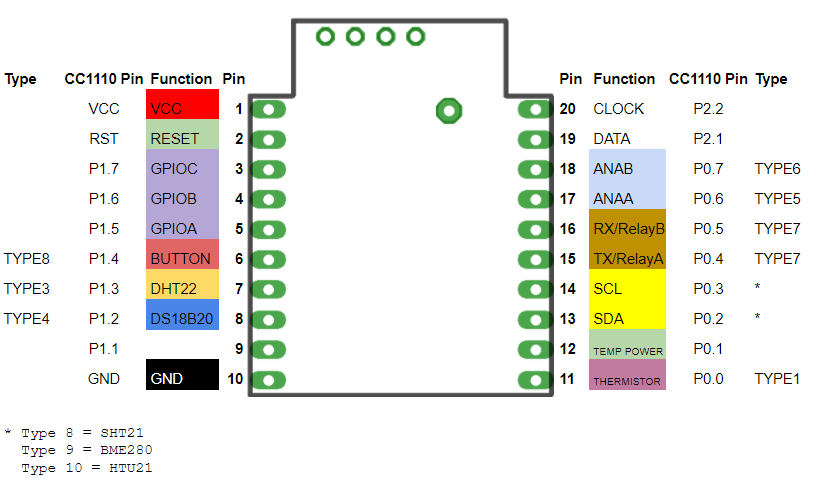 Type CC1110 Pin Function Pin Pin Function CC1110 Pin Type
VCC VCC 1 20 CLOCK P2.2
RST RESET 2 19 DATA P2.1
P1.7 GPIOC 3 18 ANAB P0.7 TYPE6
P1.6 GPIOB 4 17 ANAA P0.6 TYPE5
P1.5 GPIOA 5 16 RX/RelayB P0.5 TYPE7
TYPE8 P1.4 BUTTON 6 15 TX/RelayA P0.4 TYPE7
TYPE3 P1.3 DHT22 7 14 SCL P0.3 *
TYPE4 P1.2 DS18B20 8 13 SDA P0.2 *
P1.1 9 12 TEMP POWER P0.1
GND GND 10 11 THERMISTOR P0.0 TYPE1
* Type 8 = SHT21
Type 9 = BME280
Type 10 = HTU21